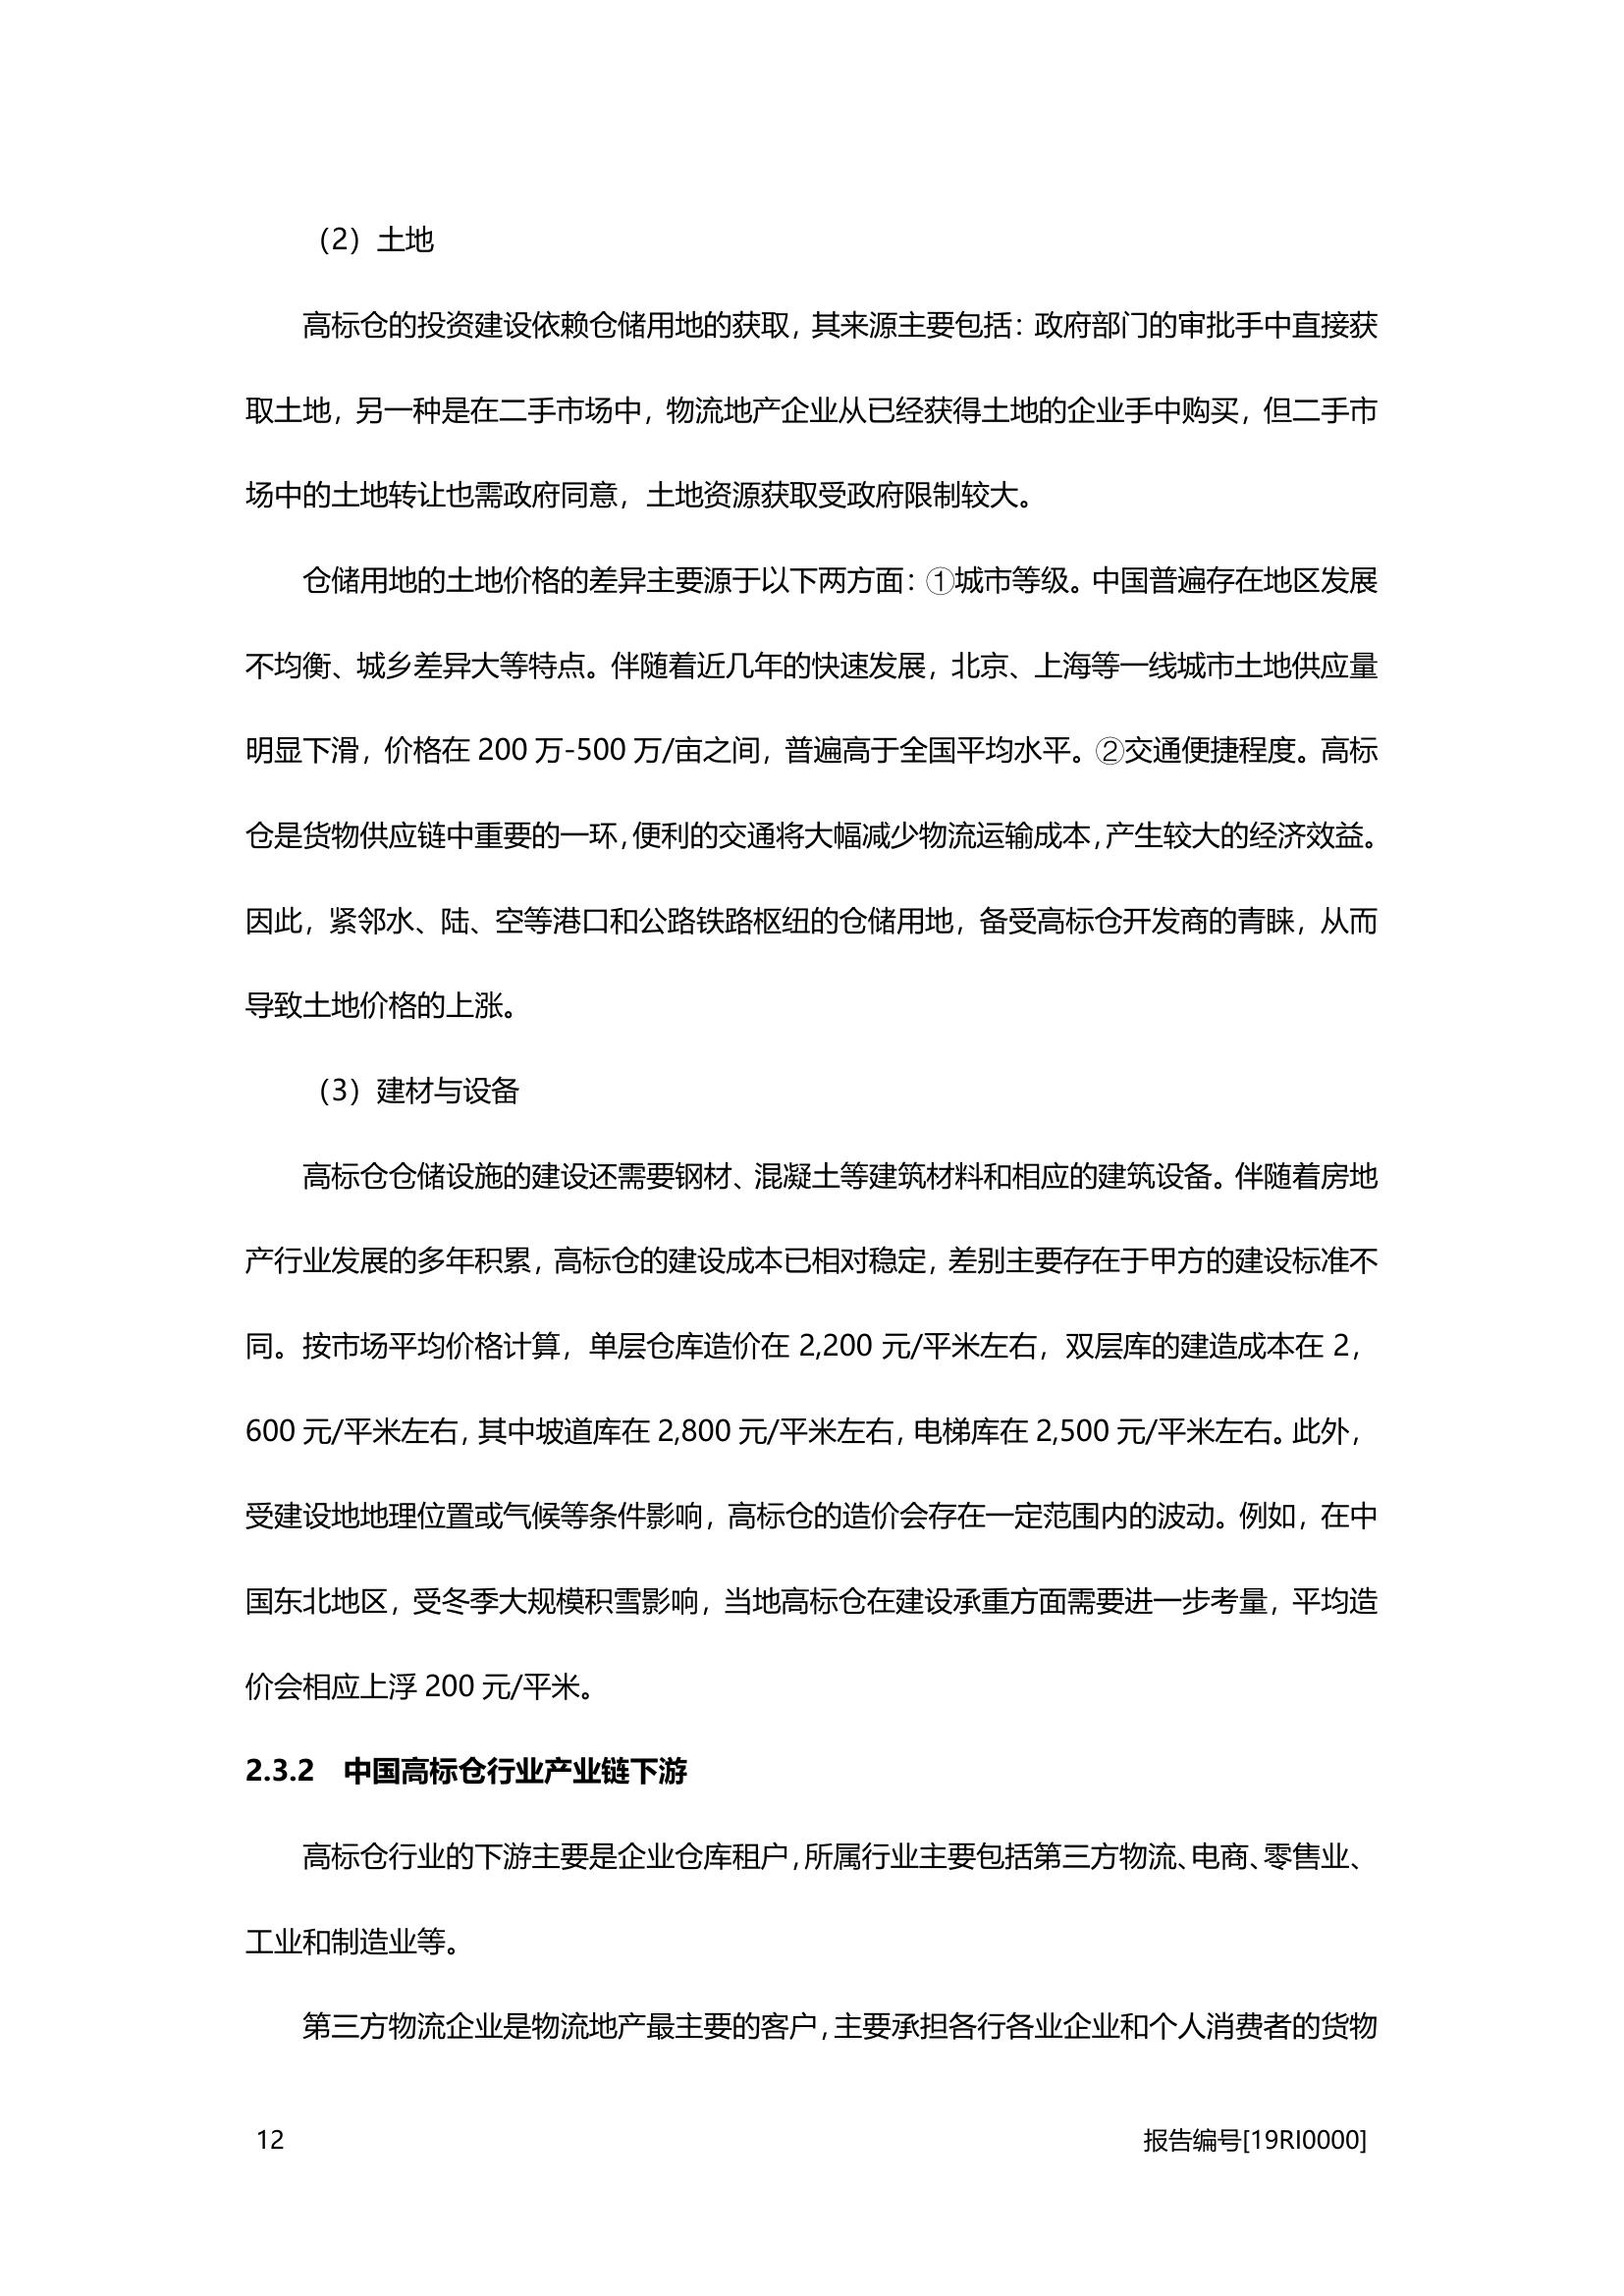 （2）土地
高标仓的投资建设依赖仓储用地的获取，其来源主要包括：政府部门的审批手中直接获
取土地，另一种是在二手市场中，物流地产企业从已经获得土地的企业手中购买，但二手市
场中的土地转让也需政府同意，土地资源获取受政府限制较大。
仓储用地的土地价格的差异主要源于以下两方面：①城市等级。中国普遍存在地区发展
不均衡、城乡差异大等特点。伴随着近几年的快速发展，北京、上海等一线城市土地供应量
明显下滑，价格在 200 万-500 万/亩之间，普遍高于全国平均水平。②交通便捷程度。高标
仓是货物供应链中重要的一环，便利的交通将大幅减少物流运输成本，产生较大的经济效益。
因此，紧邻水、陆、空等港口和公路铁路枢纽的仓储用地，备受高标仓开发商的青睐，从而
导致土地价格的上涨。
（3）建材与设备
高标仓仓储设施的建设还需要钢材、混凝土等建筑材料和相应的建筑设备。伴随着房地
产行业发展的多年积累，高标仓的建设成本已相对稳定，差别主要存在于甲方的建设标准不
同。按市场平均价格计算，单层仓库造价在 2,200 元/平米左右，双层库的建造成本在 2，
600 元/平米左右，其中坡道库在 2,800 元/平米左右，电梯库在 2,500 元/平米左右。此外，
受建设地地理位置或气候等条件影响，高标仓的造价会存在一定范围内的波动。例如，在中
国东北地区，受冬季大规模积雪影响，当地高标仓在建设承重方面需要进一步考量，平均造
价会相应上浮 200 元/平米。
2.3.2 中国高标仓行业产业链下游
高标仓行业的下游主要是企业仓库租户，所属行业主要包括第三方物流、电商、零售业、
工业和制造业等。
第三方物流企业是物流地产最主要的客户，主要承担各行各业企业和个人消费者的货物
12 报告编号[19RI0000]